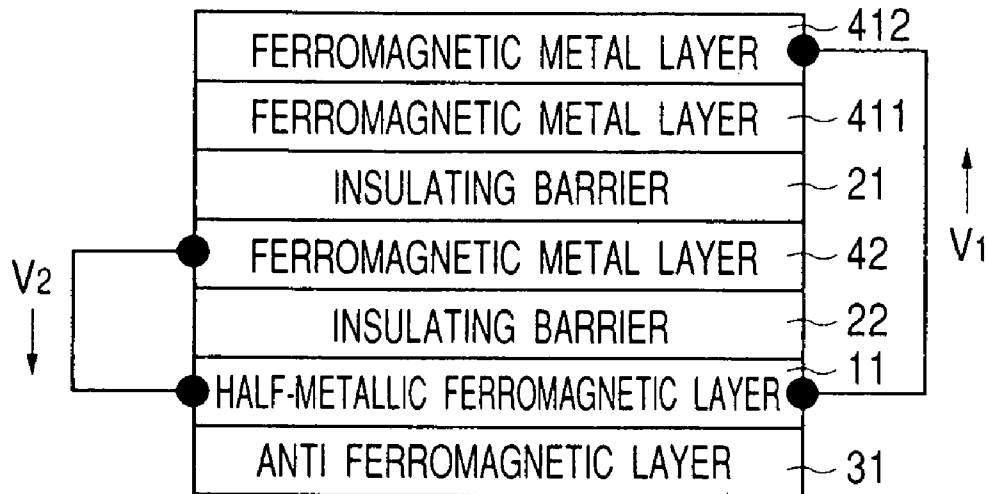 412
FERROMAGNETIC METAL LAYER
FERROMAGNETIC METAL LAYER 411
INSULATING BARRIER 21
V1
FERROMAGNETIC METAL LAYER 42
V2
INSULATING BARRIER 22
11
HALF-METALLIC FERROMAGNETIC LAYER
ANTI FERROMAGNETIC LAYER 31